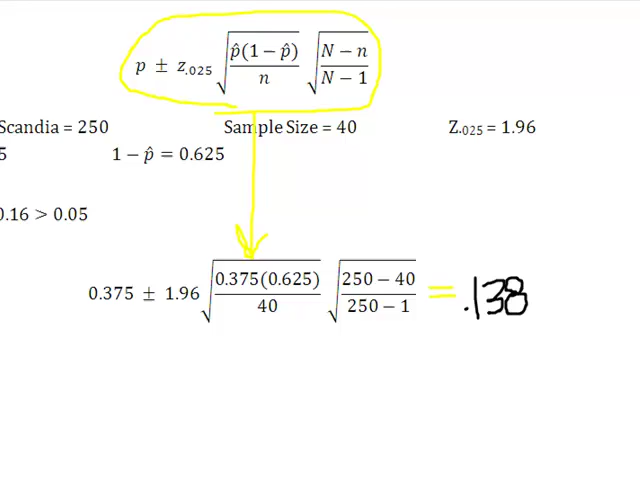 p ± z.025 √(p̂(1 − p̂)/n) √((N − n)/(N − 1))
Scandia = 250 Sample Size = 40 Z.025 = 1.96
5 1 − p̂ = 0.625
0.16 > 0.05
0.375 ± 1.96 √(0.375(0.625)/40) √((250 − 40)/(250 − 1)) = .138